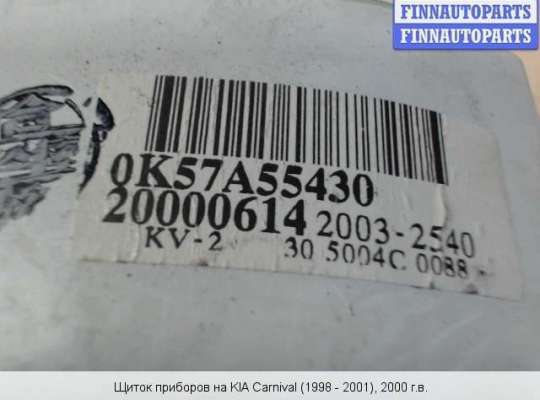 FINNAUTOPARTS
FINNAUTOPARTS
0K57A55430
20000614 2003-2540
KV-2 30 5004C 0088
Щиток приборов на KIA Carnival (1998 - 2001), 2000 г.в.